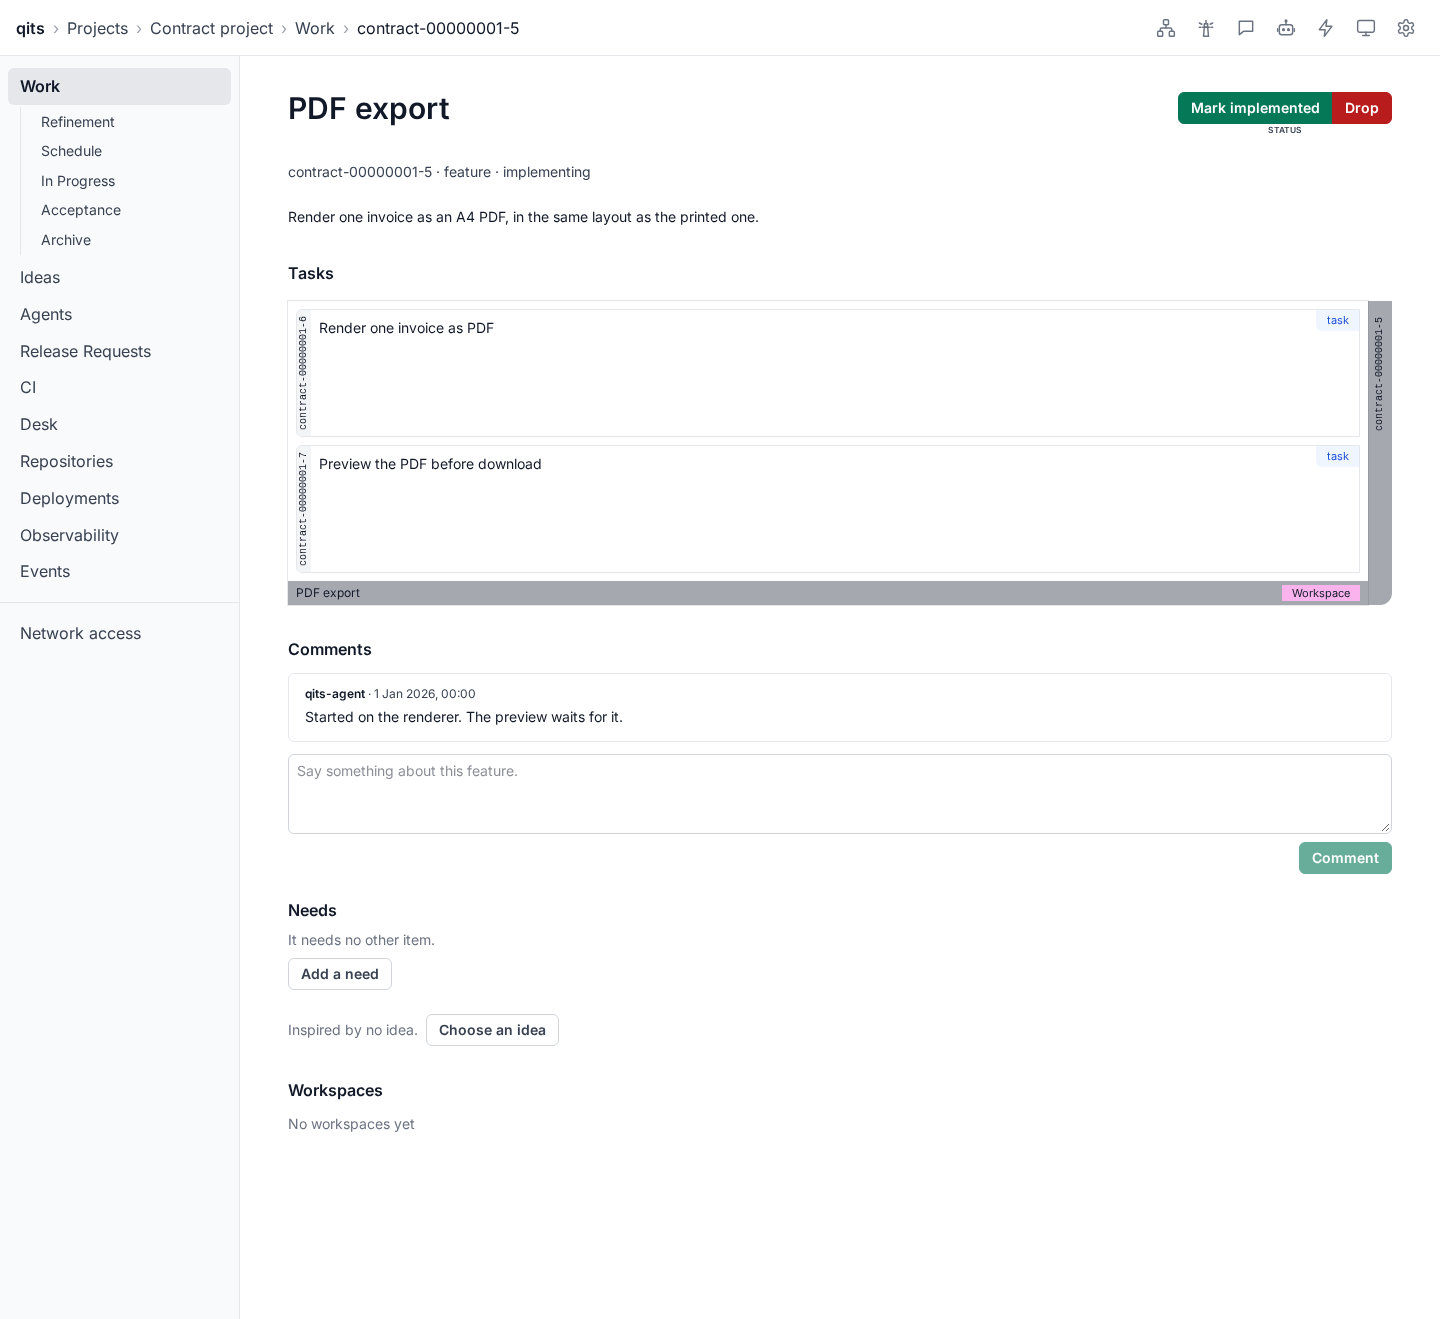 qits › Projects › Contract project › Work › contract-00000001-5
Work
Refinement
Schedule
In Progress
Acceptance
Archive
Ideas
Agents
Release Requests
CI
Desk
Repositories
Deployments
Observability
Events
Network access
PDF export
Mark implemented
Drop
STATUS
contract-00000001-5 · feature · implementing
Render one invoice as an A4 PDF, in the same layout as the printed one.
Tasks
contract-00000001-6
Render one invoice as PDF
task
contract-00000001-7
Preview the PDF before download
task
contract-00000001-5
PDF export
Workspace
Comments
qits-agent · 1 Jan 2026, 00:00
Started on the renderer. The preview waits for it.
Say something about this feature.
Comment
Needs
It needs no other item.
Add a need
Inspired by no idea.
Choose an idea
Workspaces
No workspaces yet